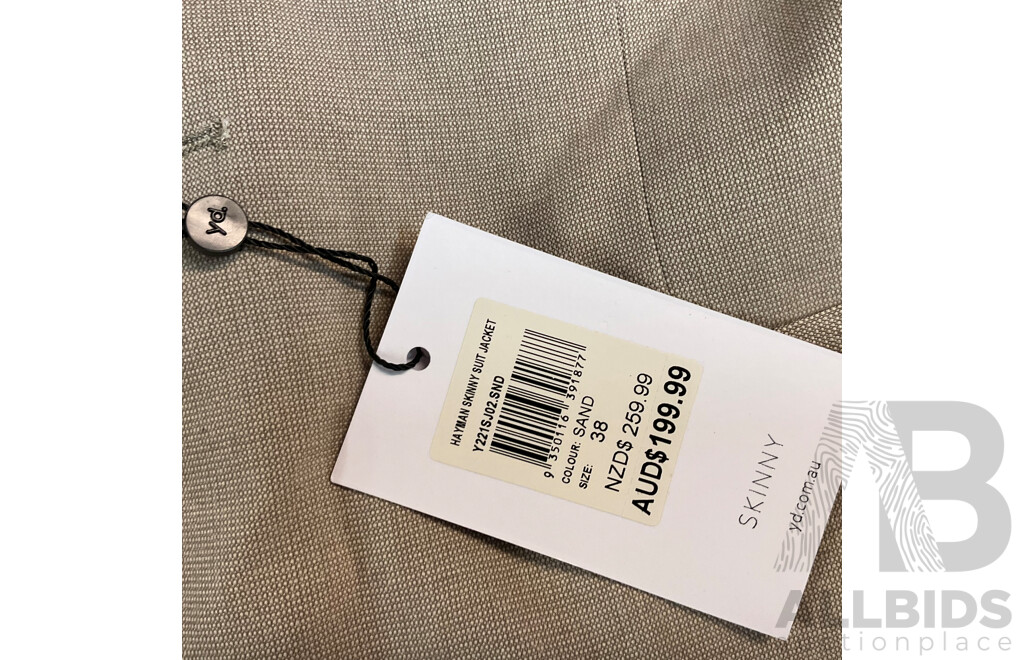 yd.
HAYMAN SKINNY SUIT JACKET
Y221SJ02.SND
9 350116 391877
COLOUR: SAND
SIZE: 38
NZD$ 259.99
AUD$199.99
SKINNY
yd.com.au
AB
ALLBIDS
auctionplace